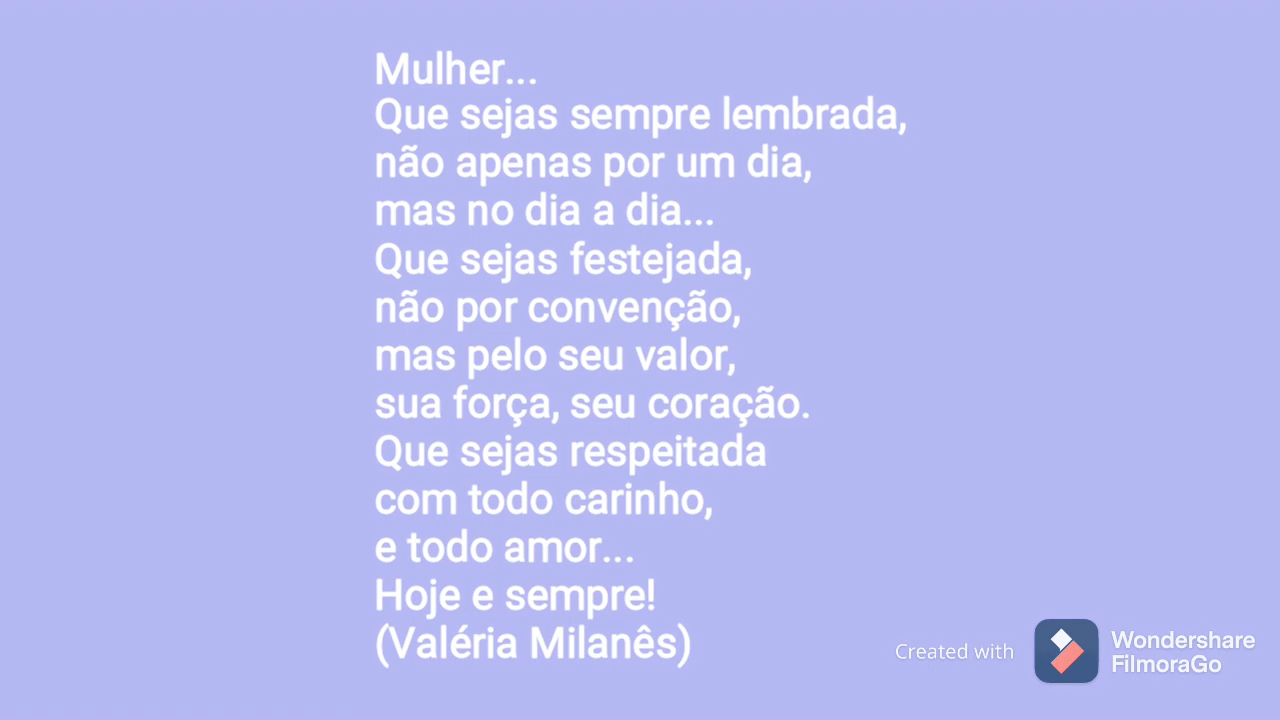 Mulher...
Que sejas sempre lembrada,
não apenas por um dia,
mas no dia a dia...
Que sejas festejada,
não por convenção,
mas pelo seu valor,
sua força, seu coração.
Que sejas respeitada
com todo carinho,
e todo amor...
Hoje e sempre!
(Valéria Milanês)
Created with
Wondershare
FilmoraGo